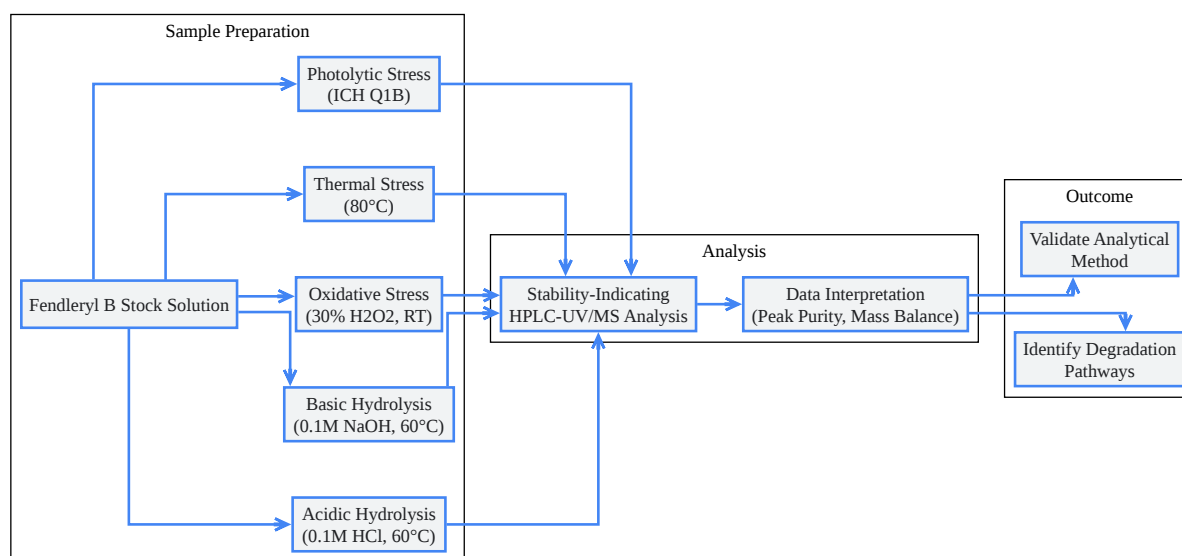 Sample Preparation
Photolytic Stress
(ICH Q1B)
Thermal Stress
(80°C)
Fendleryl B Stock Solution
Oxidative Stress
(30% H2O2, RT)
Basic Hydrolysis
(0.1M NaOH, 60°C)
Acidic Hydrolysis
(0.1M HCl, 60°C)
Analysis
Stability-Indicating
HPLC-UV/MS Analysis
Data Interpretation
(Peak Purity, Mass Balance)
Outcome
Validate Analytical
Method
Identify Degradation
Pathways